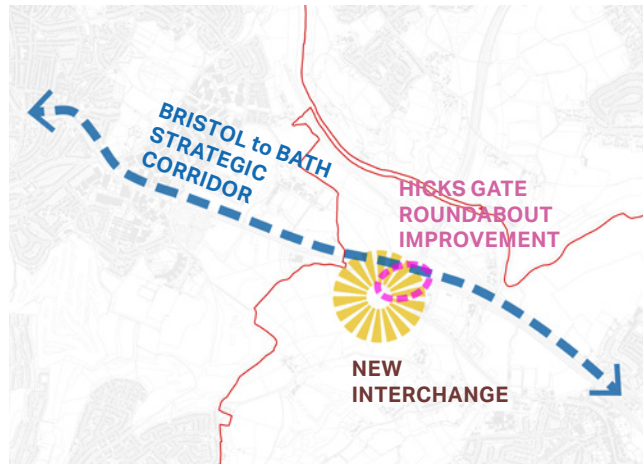 BRISTOL to BATH
STRATEGIC
CORRIDOR
HICKS GATE
ROUNDABOUT
IMPROVEMENT
NEW
INTERCHANGE